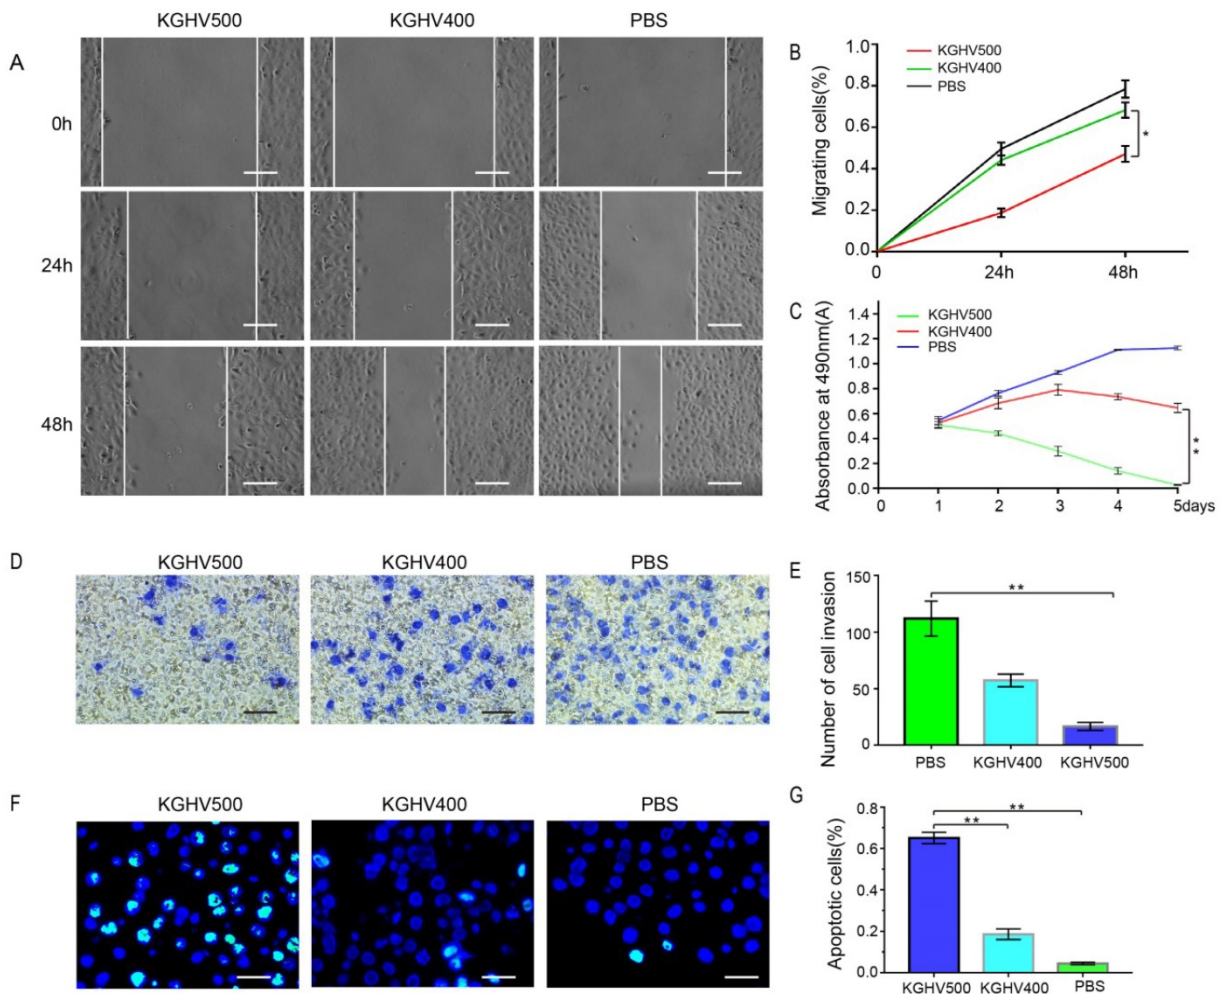 KGHV500 KGHV400 PBS
A
0h
24h
48h
B
Migrating cells(%)
1.0
0.8
0.6
0.4
0.2
0.0
0 24h 48h
KGHV500
KGHV400
PBS
*
C
Absorbance at 490nm(A)
1.4
1.2
1.0
0.8
0.6
0.4
0.2
0.0
0 1 2 3 4 5days
KGHV500
KGHV400
PBS
**
D
KGHV500 KGHV400 PBS
E
Number of cell invasion
150
100
50
0
**
PBS KGHV400 KGHV500
F
KGHV500 KGHV400 PBS
G
Apoptotic cells(%)
0.8
0.6
0.4
0.2
0.0
**
**
KGHV500 KGHV400 PBS